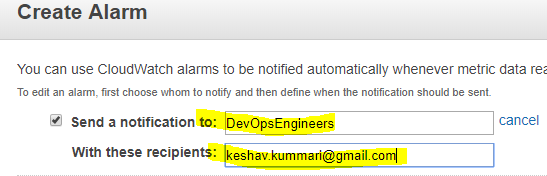 Create Alarm
You can use CloudWatch alarms to be notified automatically whenever metric data rea
To edit an alarm, first choose whom to notify and then define when the notification should be sent.
Send a notification to: DevOpsEngineers cancel
With these recipients: keshav.kummari@gmail.com